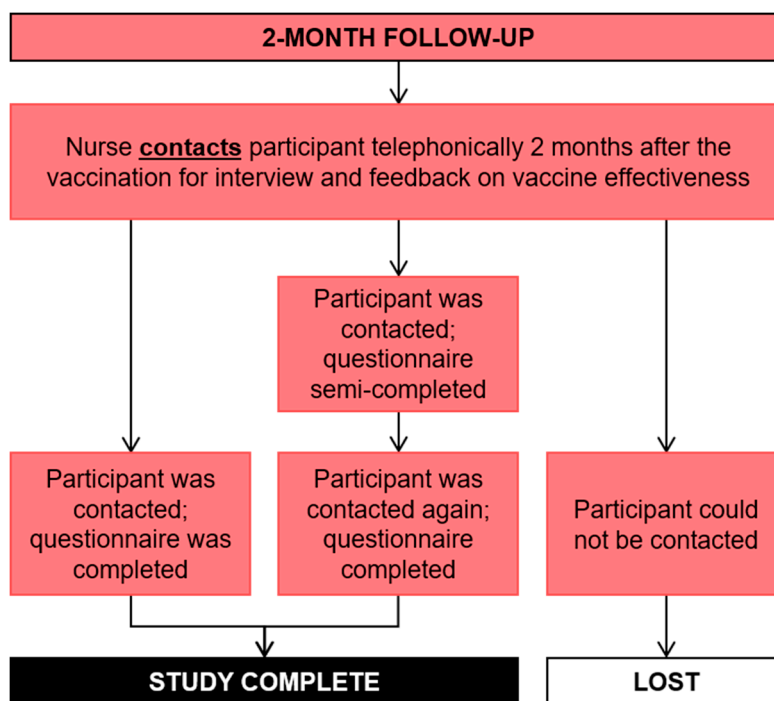 2-MONTH FOLLOW-UP
Nurse contacts participant telephonically 2 months after the
vaccination for interview and feedback on vaccine effectiveness
Participant was
contacted;
questionnaire
semi-completed
Participant was
contacted;
questionnaire was
completed
Participant was
contacted again;
questionnaire
completed
Participant could
not be contacted
STUDY COMPLETE
LOST